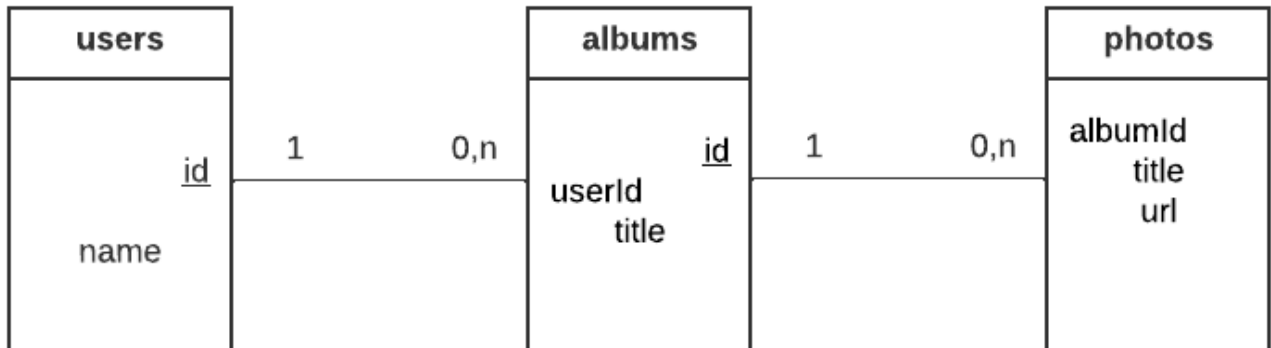 users
id
name
1 0,n
albums
id
userId
title
1 0,n
photos
albumId
title
url